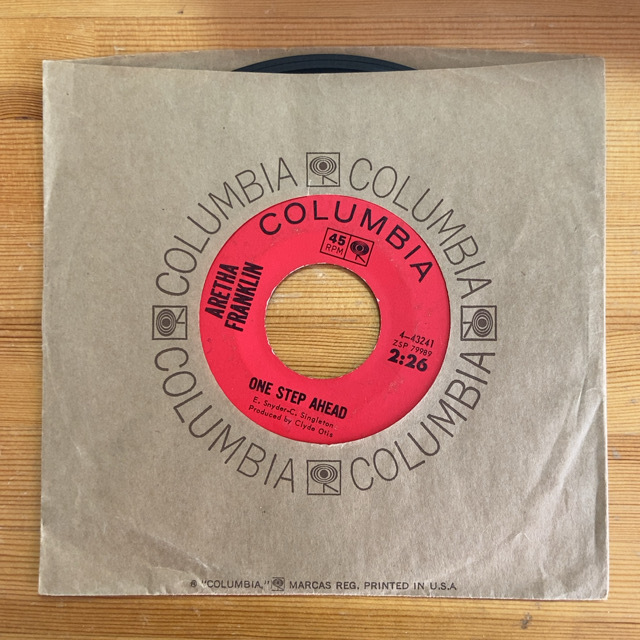 COLUMBIA COLUMBIA
COLUMBIA COLUMBIA
COLUMBIA COLUMBIA
COLUMBIA
45
RPM
ARETHA
FRANKLIN
4-43241
ZSP 79989
2:26
ONE STEP AHEAD
E. Snyder-C. Singleton
Produced by Clyde Otis
® "COLUMBIA," MARCAS REG. PRINTED IN U.S.A